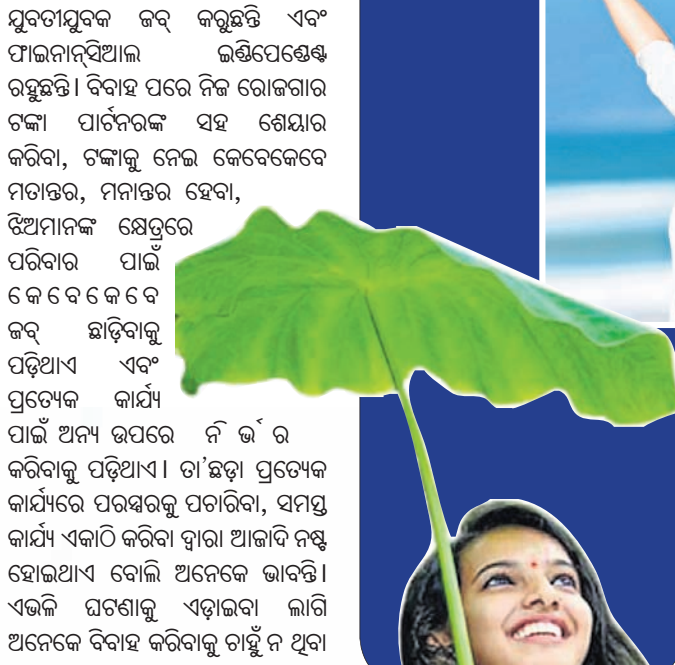 ଯୁବତୀଯୁବକ ଜବ୍ କରୁଛନ୍ତି ଏବଂ
ଫାଇନାନ୍‌ସିଆଲ ଇଣ୍ଡିପେଣ୍ଡେଣ୍ଟ
ରହୁଛନ୍ତି। ବିବାହ ପରେ ନିଜ ରୋଜଗାର
ଟଙ୍କା ପାର୍ଟନରଙ୍କ ସହ ଶେୟାର
କରିବା, ଟଙ୍କାକୁ ନେଇ କେବେକେବେ
ମତାନ୍ତର, ମନାନ୍ତର ହେବା,
ଝିଅମାନଙ୍କ କ୍ଷେତ୍ରରେ
ପରିବାର ପାଇଁ
କେବେକେବେ
ଜବ୍ ଛାଡ଼ିବାକୁ
ପଡ଼ିଥାଏ ଏବଂ
ପ୍ରତ୍ୟେକ କାର୍ଯ୍ୟ
ପାଇଁ ଅନ୍ୟ ଉପରେ ନିର୍ଭର
କରିବାକୁ ପଡ଼ିଥାଏ। ତା'ଛଡ଼ା ପ୍ରତ୍ୟେକ
କାର୍ଯ୍ୟରେ ପରସ୍ପରକୁ ପଚାରିବା, ସମସ୍ତ
କାର୍ଯ୍ୟ ଏକାଠି କରିବା ଦ୍ୱାରା ଆଜାଦି ନଷ୍ଟ
ହୋଇଥାଏ ବୋଲି ଅନେକେ ଭାବନ୍ତି।
ଏଭଳି ଘଟଣାକୁ ଏଡ଼ାଇବା ଲାଗି
ଅନେକେ ବିବାହ କରିବାକୁ ଚାହୁଁ ନ ଥିବା